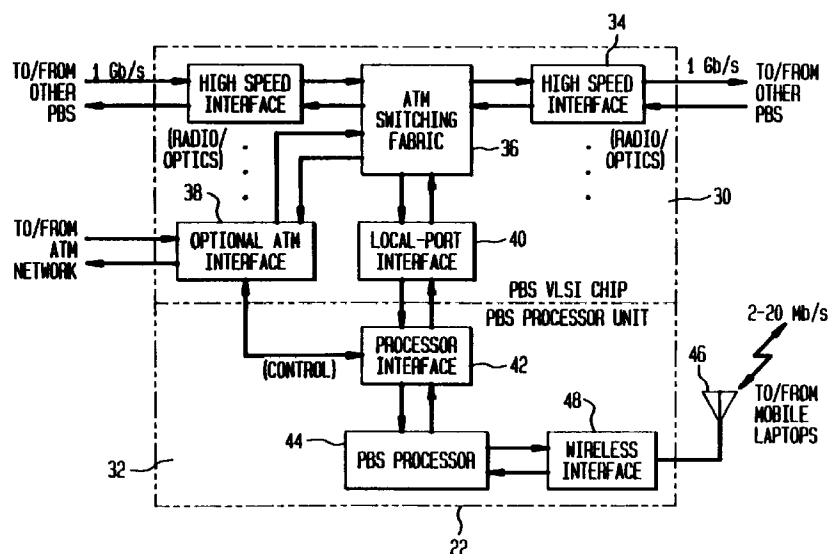 34
TO/FROM
OTHER
PBS
1 Gb/s
HIGH SPEED
INTERFACE
ATM
SWITCHING
FABRIC
HIGH SPEED
INTERFACE
1 Gb/s
TO/FROM
OTHER
PBS
(RADIO/
OPTICS)
36
(RADIO/
OPTICS)
38
30
TO/FROM
ATM
NETWORK
OPTIONAL ATM
INTERFACE
LOCAL-PORT
INTERFACE
40
PBS VLSI CHIP
PBS PROCESSOR UNIT
2-20 Mb/s
(CONTROL)
PROCESSOR
INTERFACE
42
46
TO/FROM
MOBILE
LAPTOPS
48
44
32
PBS PROCESSOR
WIRELESS
INTERFACE
22